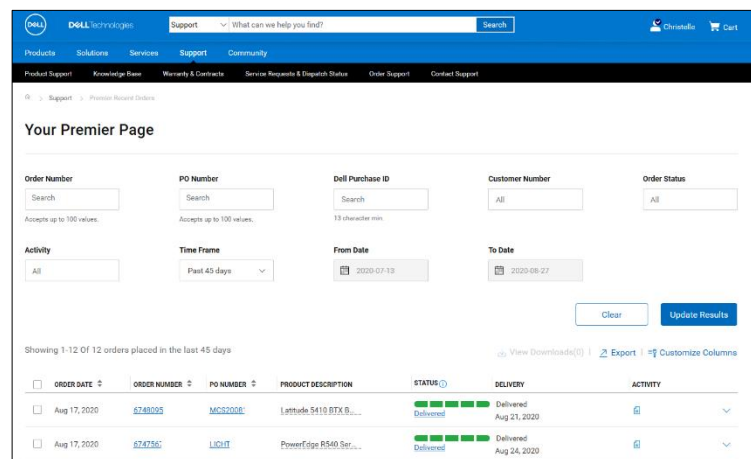 DELL
DELLTechnologies
Support
What can we help you find?
Search
Christelle
Cart
Products Solutions Services Support Community
Product Support Knowledge Base Warranty & Contracts Service Requests & Dispatch Status Order Support Contact Support
> Support > Premier Recent Orders
Your Premier Page
Order Number PO Number Dell Purchase ID Customer Number Order Status
Search Search Search All All
Accepts up to 100 values. Accepts up to 100 values. 13 character min
Activity Time Frame From Date To Date
All Past 45 days 2020-07-13 2020-08-27
Clear Update Results
Showing 1-12 Of 12 orders placed in the last 45 days
View Downloads(0) | Export | Customize Columns
ORDER DATE ORDER NUMBER PO NUMBER PRODUCT DESCRIPTION STATUS DELIVERY ACTIVITY
Aug 17, 2020 6748095 MCS2008 Latitude 5410 BTX B... Delivered
Delivered Aug 21, 2020
Aug 17, 2020 674756 LICHT PowerEdge R540 Ser... Delivered
Delivered Aug 24, 2020